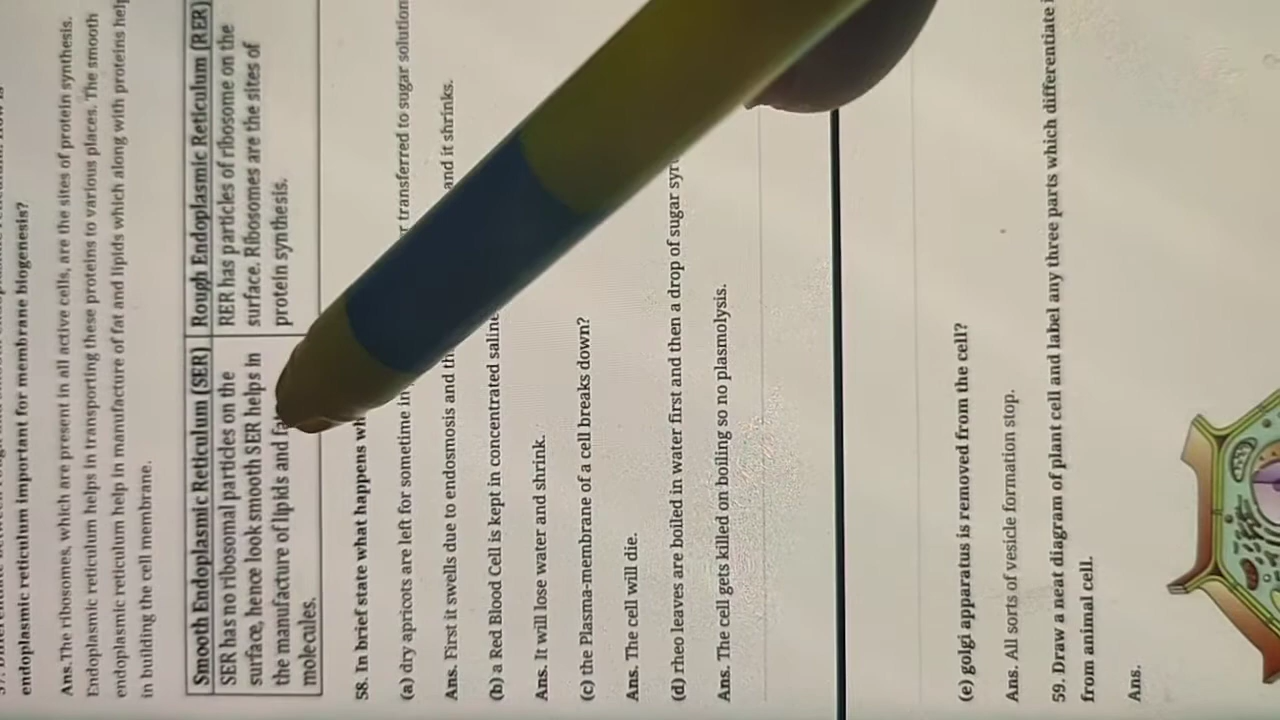 endoplasmic reticulum important for membrane biogenesis?
Ans.The ribosomes, which are present in all active cells, are the sites of protein synthesis.
Endoplasmic reticulum helps in transporting these proteins to various places. The smooth
endoplasmic reticulum help in manufacture of fat and lipids which along with proteins help
in building the cell membrane.
Smooth Endoplasmic Reticulum (SER) Rough Endoplasmic Reticulum (RER)
SER has no ribosomal particles on the RER has particles of ribosome on the
surface, hence look smooth SER helps in surface. Ribosomes are the sites of
the manufacture of lipids and protein synthesis.
molecules.
58. In brief state what happens
(a) dry apricots are left for sometime in transferred to sugar solution
Ans. First it swells due to endosmosis and and it shrinks.
(b) a Red Blood Cell is kept in concentrated saline
Ans. It will lose water and shrink.
(c) the Plasma-membrane of a cell breaks down?
Ans. The cell will die.
(d) rheo leaves are boiled in water first and then a drop of sugar
Ans. The cell gets killed on boiling so no plasmolysis.
(e) golgi apparatus is removed from the cell?
Ans. All sorts of vesicle formation stop.
59. Draw a neat diagram of plant cell and label any three parts which differentiate
from animal cell.
Ans.